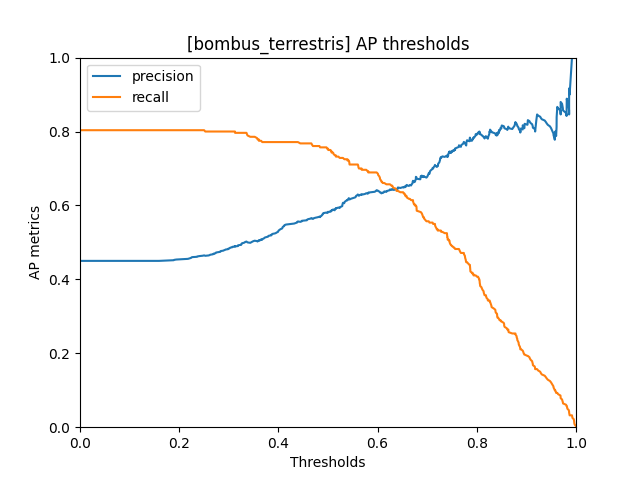 [bombus_terrestris] AP thresholds
precision
recall
AP metrics
1.0
0.8
0.6
0.4
0.2
0.0
0.0 0.2 0.4 0.6 0.8 1.0
Thresholds